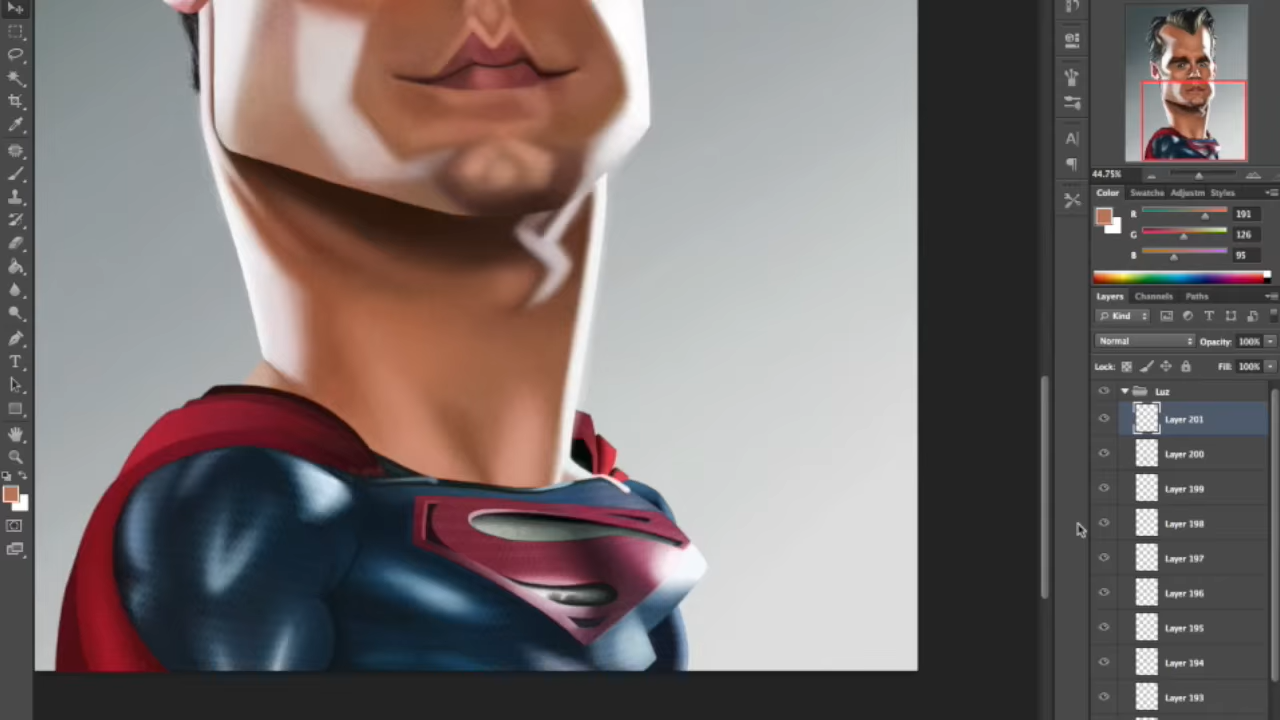 44.75%
Color Swatche Adjustm Styles
R 191
G 126
B 95
Layers Channels Paths
Kind
Normal Opacity: 100%
Lock: Fill: 100%
Luz
Layer 201
Layer 200
Layer 199
Layer 198
Layer 197
Layer 196
Layer 195
Layer 194
Layer 193